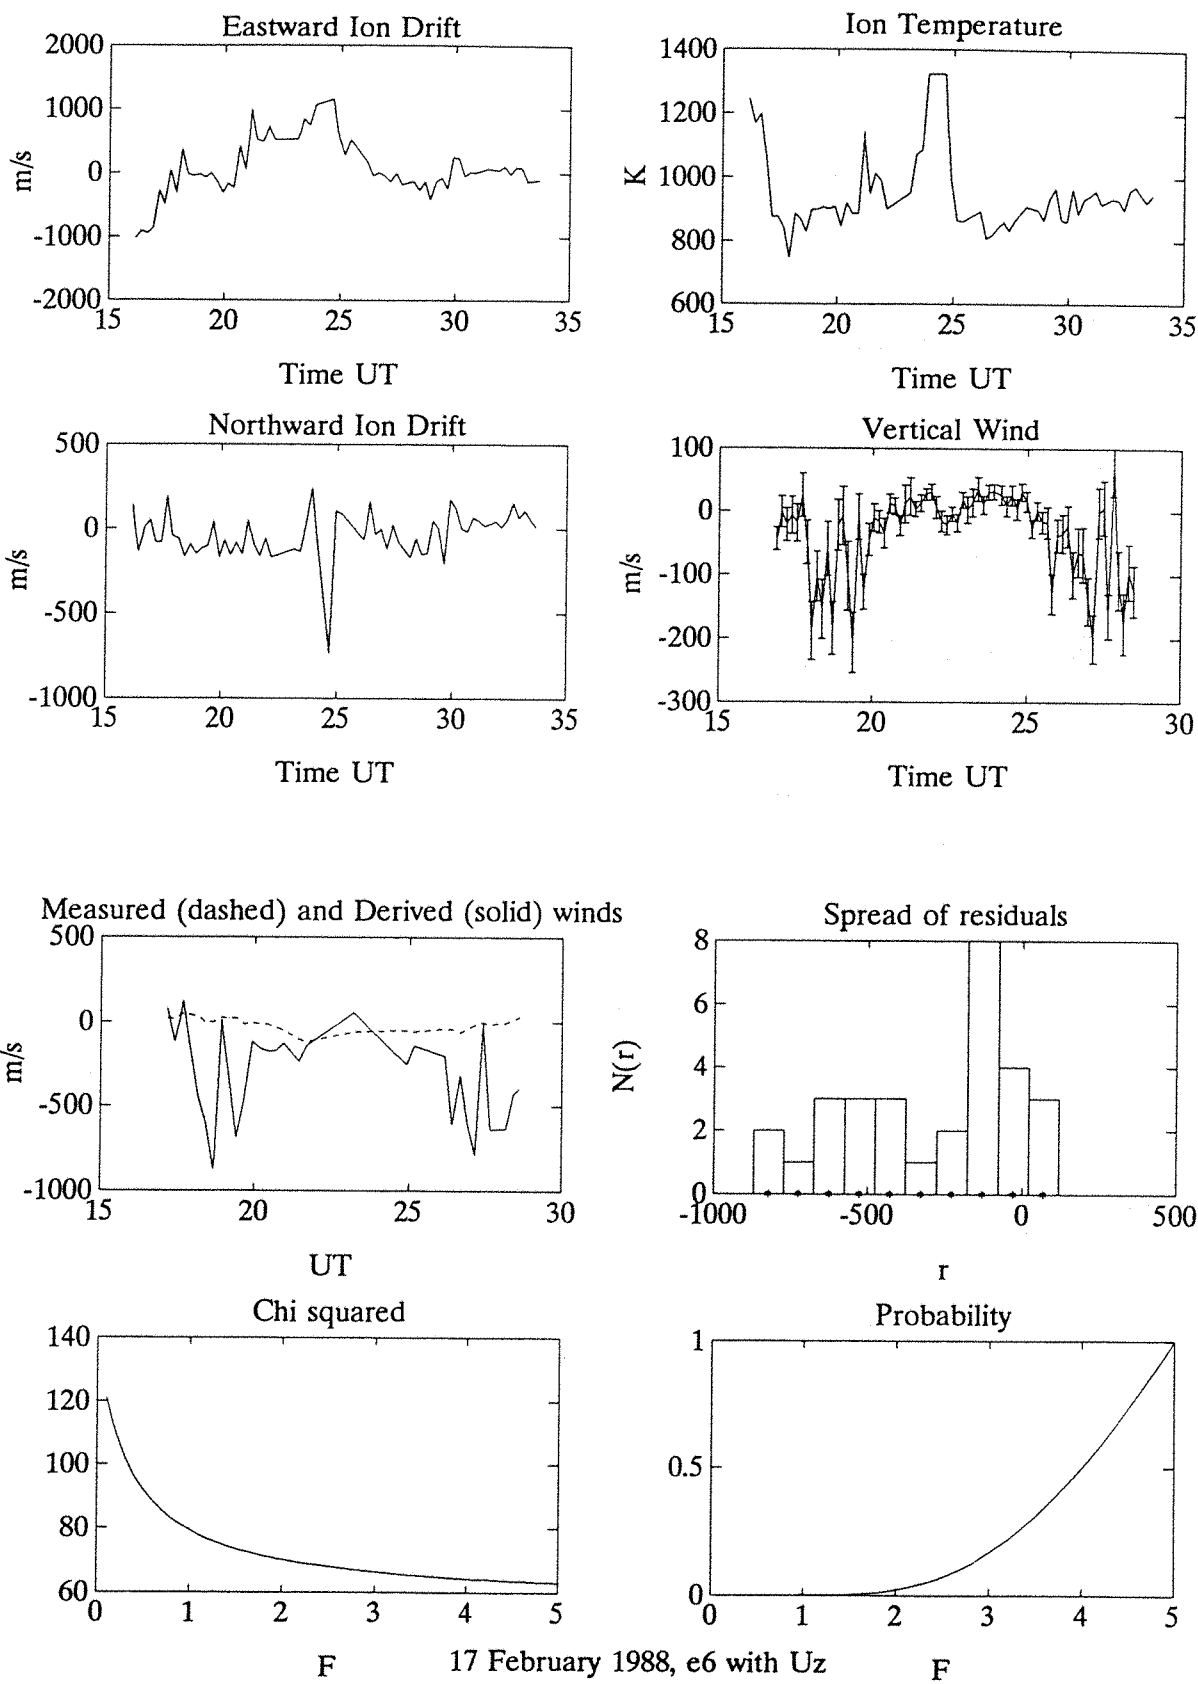 Eastward Ion Drift
2000
1000
0
-1000
-2000
m/s
15 20 25 30 35
Time UT
Ion Temperature
1400
1200
1000
800
600
K
15 20 25 30 35
Time UT
Northward Ion Drift
500
0
-500
-1000
m/s
15 20 25 30 35
Time UT
Vertical Wind
100
0
-100
-200
-300
m/s
15 20 25 30
Time UT
Measured (dashed) and Derived (solid) winds
500
0
-500
-1000
m/s
15 20 25 30
UT
Spread of residuals
8
6
4
2
0
N(r)
-1000 -500 0 500
r
Chi squared
140
120
100
80
60
0 1 2 3 4 5
F
Probability
1
0.5
0
0 1 2 3 4 5
F
17 February 1988, e6 with Uz